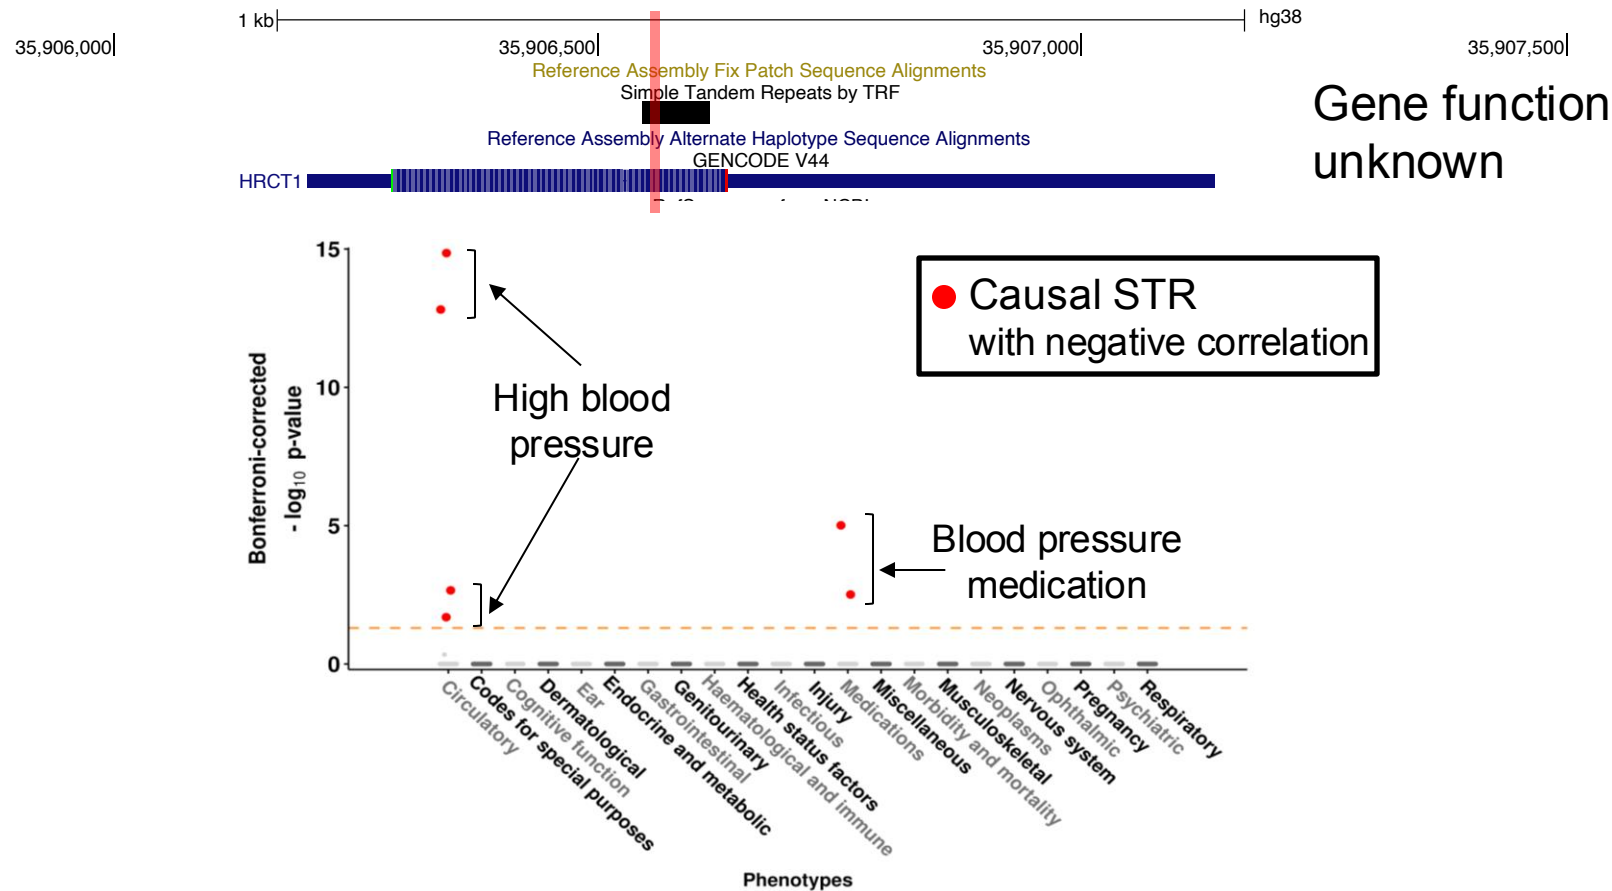 1 kb
hg38
35,906,000
35,906,500
35,907,000
35,907,500
Reference Assembly Fix Patch Sequence Alignments
Simple Tandem Repeats by TRF
Reference Assembly Alternate Haplotype Sequence Alignments
GENCODE V44
HRCT1
Gene function
unknown
15
10
5
0
Bonferroni-corrected
- log10 p-value
High blood
pressure
Causal STR
with negative correlation
Blood pressure
medication
Circulatory
Codes for special purposes
Cognitive function
Dermatological
Ear
Endocrine and metabolic
Gastrointestinal
Genitourinary
Haematological and immune
Health status factors
Infectious
Injury
Medications
Miscellaneous
Morbidity and mortality
Musculoskeletal
Neoplasms
Nervous system
Ophthalmic
Pregnancy
Psychiatric
Respiratory
Phenotypes